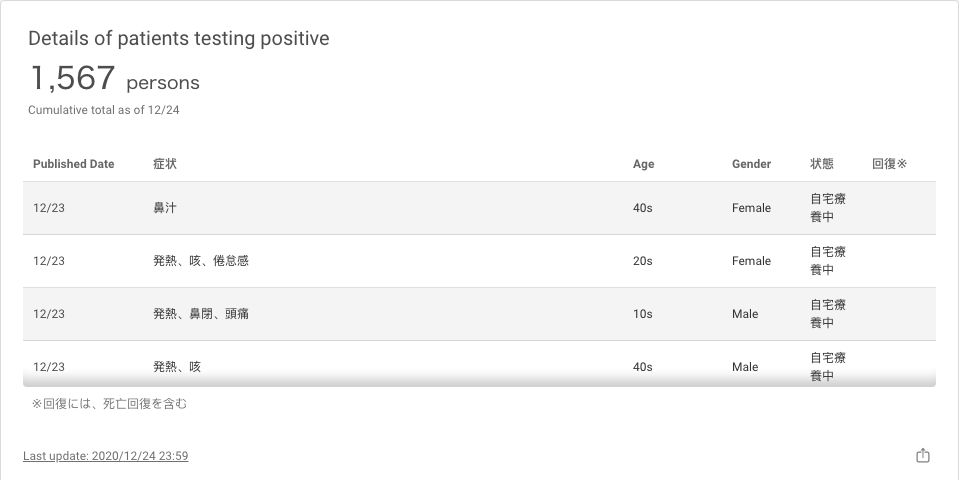 Details of patients testing positive
1,567 persons
Cumulative total as of 12/24
Published Date 症状 Age Gender 状態 回復※
12/23 鼻汁 40s Female 自宅療
養中
12/23 発熱、咳、倦怠感 20s Female 自宅療
養中
12/23 発熱、鼻閉、頭痛 10s Male 自宅療
養中
12/23 発熱、咳 40s Male 自宅療
養中
※回復には、死亡回復を含む
Last update: 2020/12/24 23:59